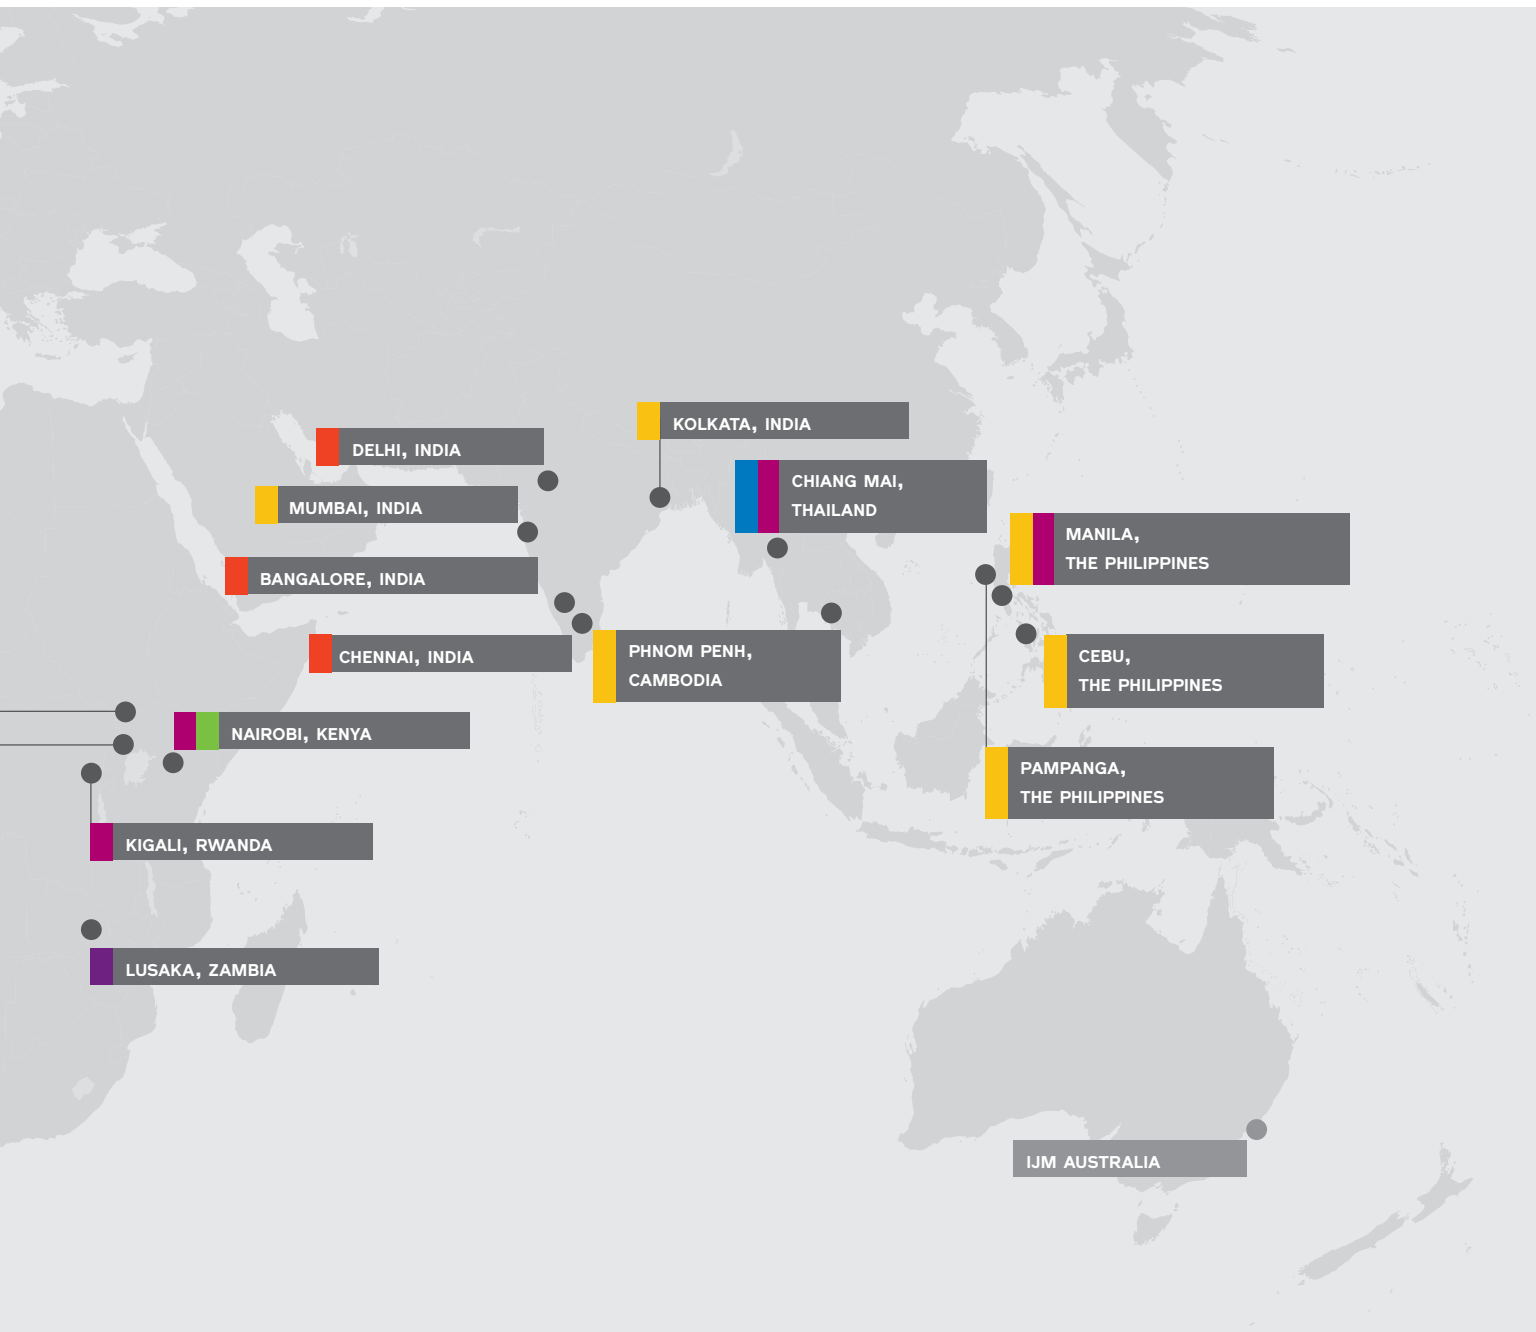 KOLKATA, INDIA
DELHI, INDIA
CHIANG MAI,
THAILAND
MUMBAI, INDIA
MANILA,
THE PHILIPPINES
BANGALORE, INDIA
CHENNAI, INDIA
PHNOM PENH,
CAMBODIA
CEBU,
THE PHILIPPINES
NAIROBI, KENYA
PAMPANGA,
THE PHILIPPINES
KIGALI, RWANDA
LUSAKA, ZAMBIA
IJM AUSTRALIA